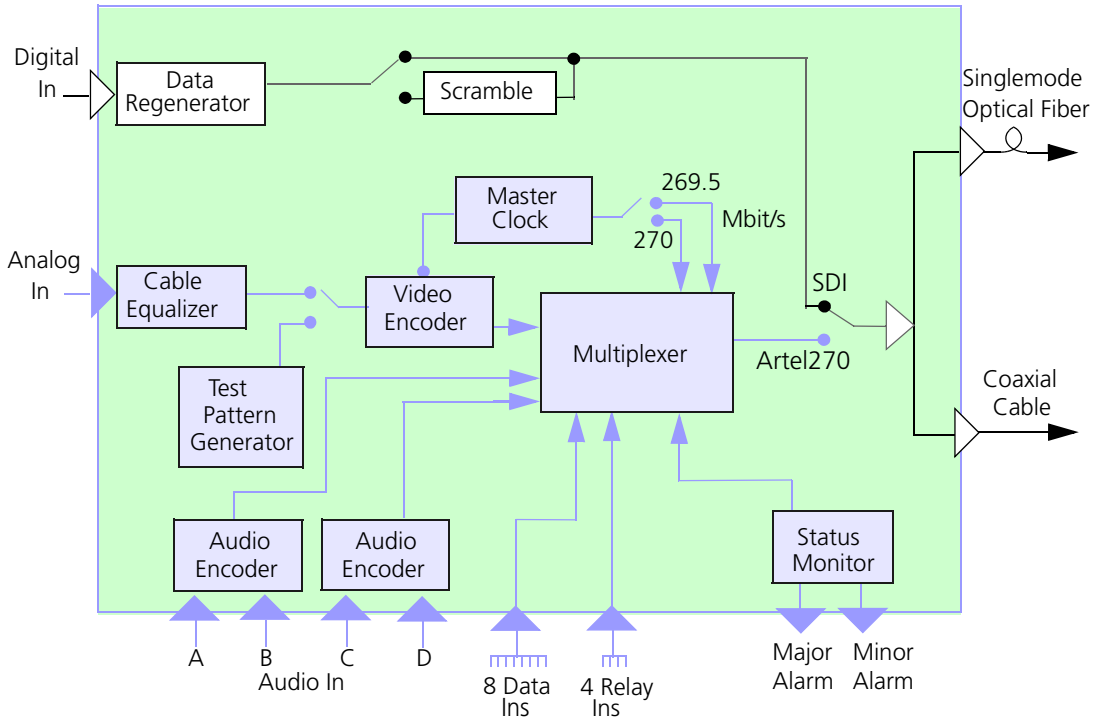 Digital
In
Data
Regenerator
Scramble
Singlemode
Optical Fiber
Master
Clock
269.5
270
Mbit/s
Analog
In
Cable
Equalizer
Video
Encoder
SDI
Multiplexer
Artel270
Test
Pattern
Generator
Coaxial
Cable
Audio
Encoder
Audio
Encoder
Status
Monitor
A
B
C
D
Audio In
8 Data
Ins
4 Relay
Ins
Major
Alarm
Minor
Alarm